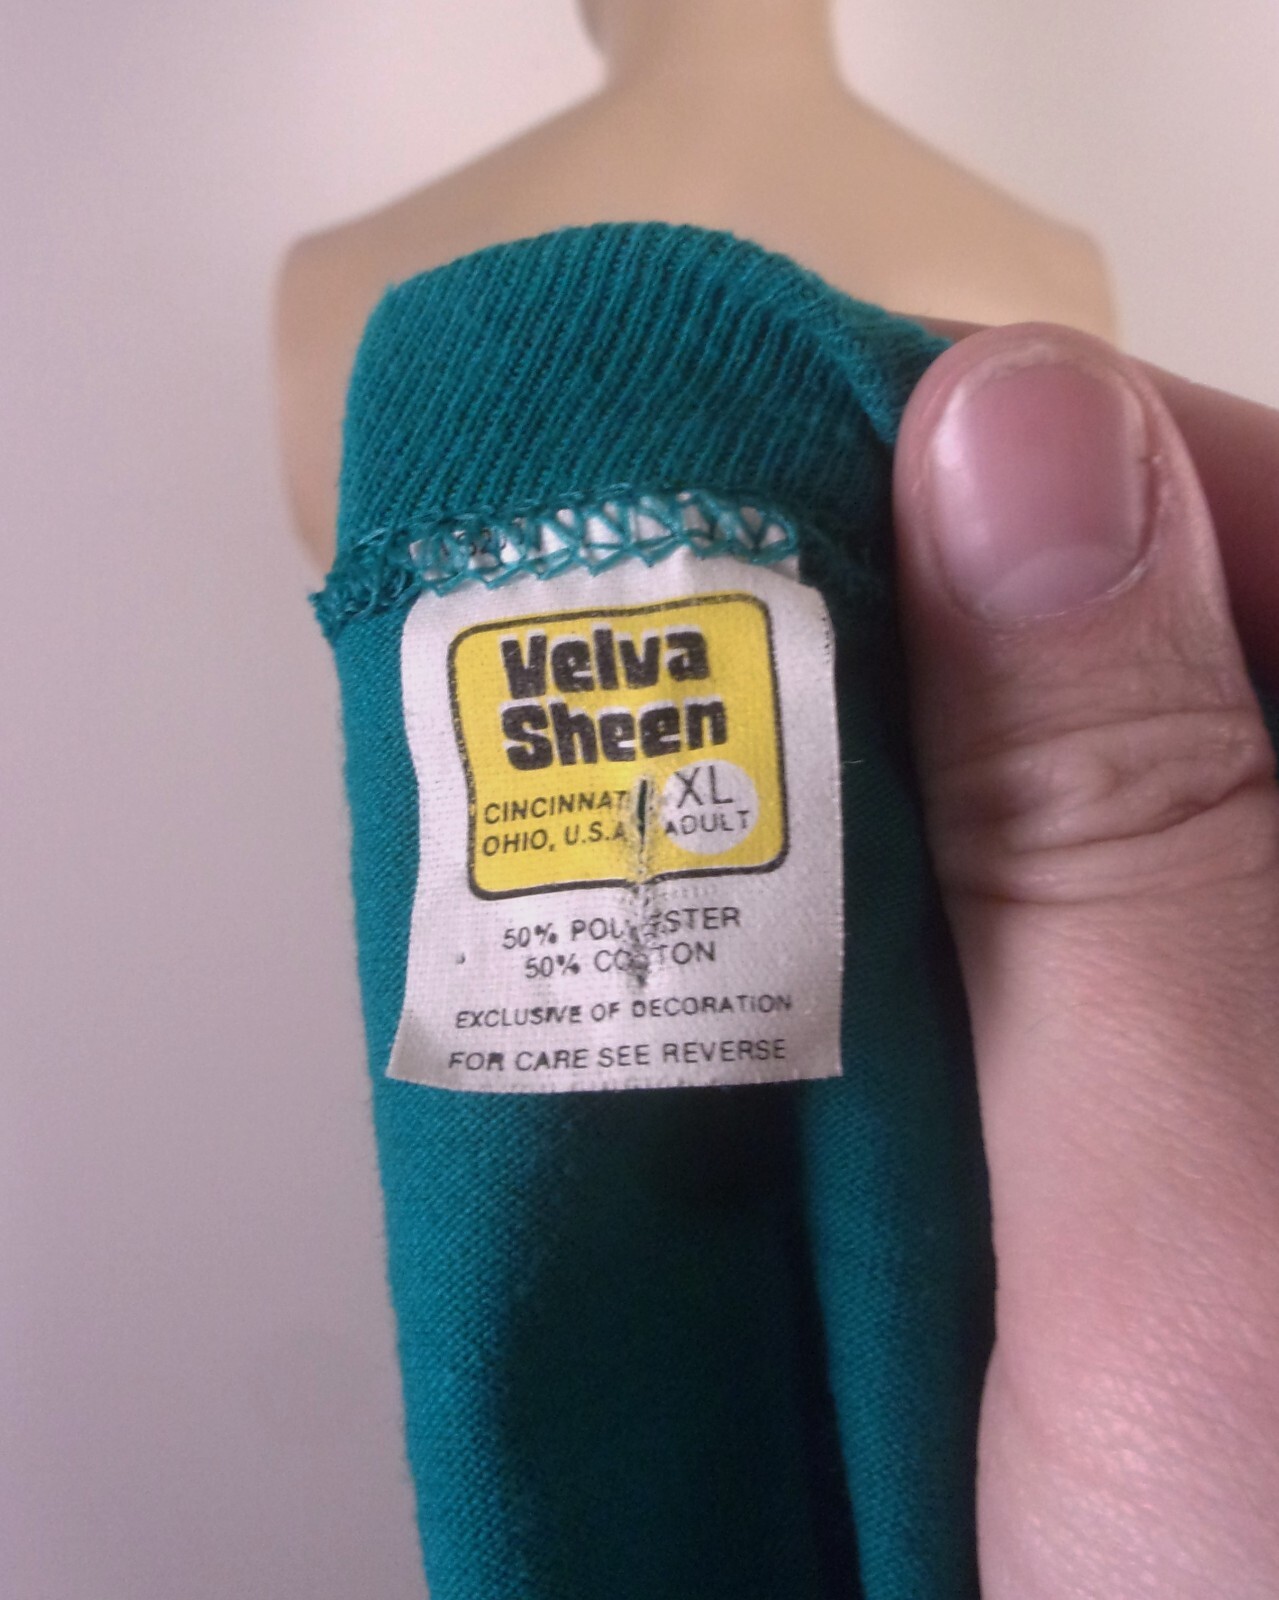 Velva
Sheen
CINCINNATI
OHIO, U.S.A
XL
ADULT
50% POLYESTER
50% COTTON
EXCLUSIVE OF DECORATION
FOR CARE SEE REVERSE